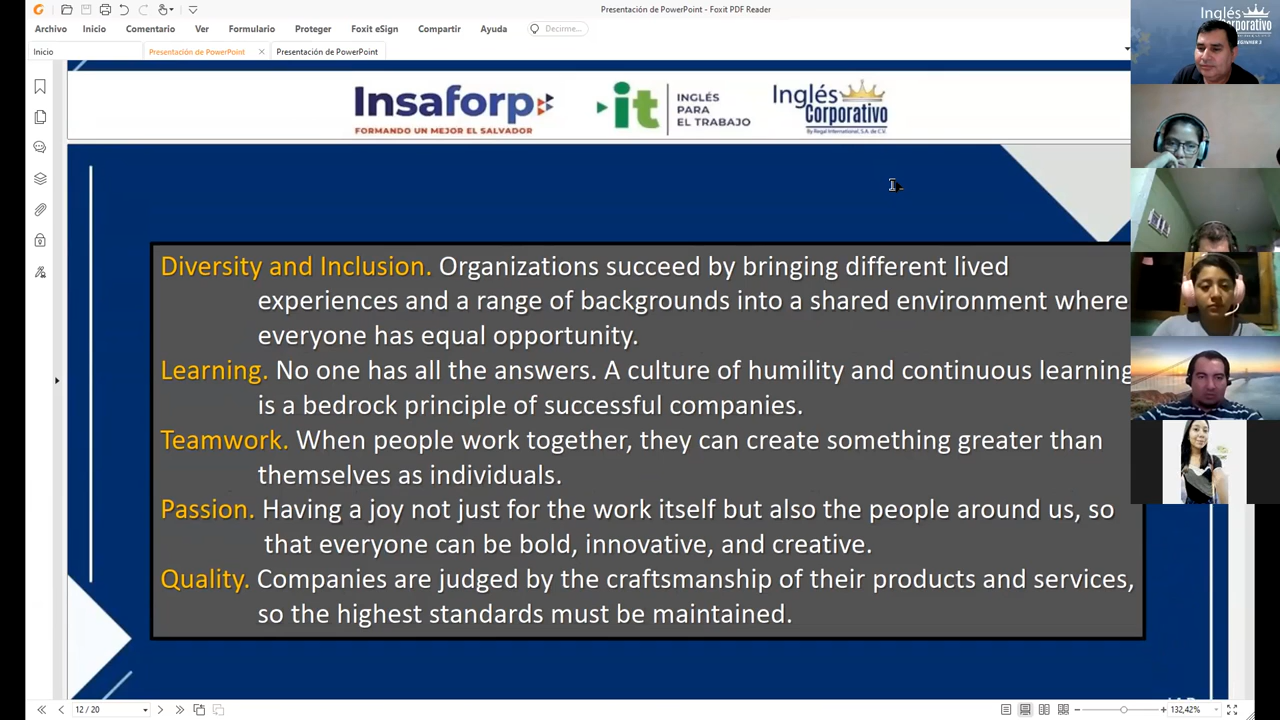 Presentación de PowerPoint - Foxit PDF Reader
Archivo Inicio Comentario Ver Formulario Proteger Foxit eSign Compartir Ayuda Decirme...
Inicio Presentación de PowerPoint Presentación de PowerPoint
Inglés
Corporativo
BEGINNER 2
Insaforp
FORMANDO UN MEJOR EL SALVADOR
it
INGLÉS
PARA
EL TRABAJO
Inglés
Corporativo
By Regal International, S.A. de C.V.
Diversity and Inclusion. Organizations succeed by bringing different lived
experiences and a range of backgrounds into a shared environment where
everyone has equal opportunity.
Learning. No one has all the answers. A culture of humility and continuous learning
is a bedrock principle of successful companies.
Teamwork. When people work together, they can create something greater than
themselves as individuals.
Passion. Having a joy not just for the work itself but also the people around us, so
that everyone can be bold, innovative, and creative.
Quality. Companies are judged by the craftsmanship of their products and services,
so the highest standards must be maintained.
12 / 20
132,42%